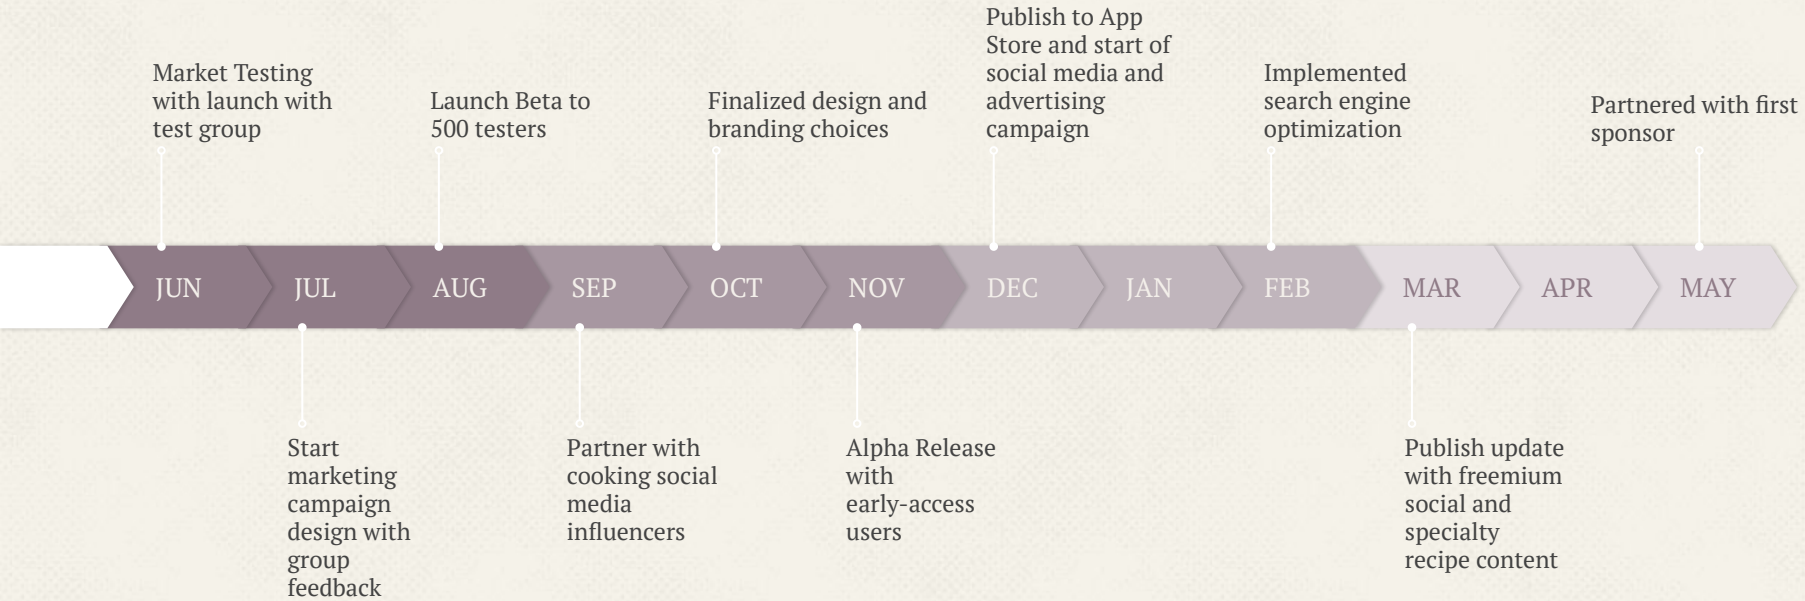 Market Testing
with launch with
test group
Launch Beta to
500 testers
Finalized design and
branding choices
Publish to App
Store and start of
social media and
advertising
campaign
Implemented
search engine
optimization
Partnered with first
sponsor
JUN
JUL
AUG
SEP
OCT
NOV
DEC
JAN
FEB
MAR
APR
MAY
Start
marketing
campaign
design with
group
feedback
Partner with
cooking social
media
influencers
Alpha Release
with
early-access
users
Publish update
with freemium
social and
specialty
recipe content